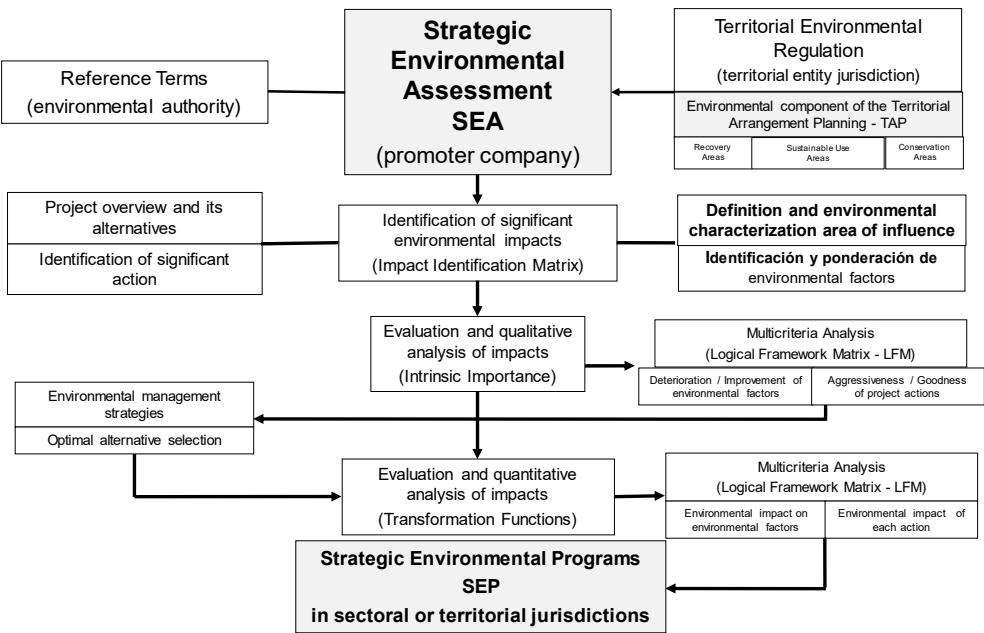 Strategic
Environmental
Assessment
SEA
(promoter company)
Reference Terms
(environmental authority)
Territorial Environmental
Regulation
(territorial entity jurisdiction)
Environmental component of the Territorial
Arrangement Planning - TAP
Recovery
Areas
Sustainable Use
Areas
Conservation
Areas
Project overview and its
alternatives
Identification of significant
action
Identification of significant
environmental impacts
(Impact Identification Matrix)
Definition and environmental
characterization area of influence
Identificación y ponderación de
environmental factors
Evaluation and qualitative
analysis of impacts
(Intrinsic Importance)
Multicriteria Analysis
(Logical Framework Matrix - LFM)
Deterioration / Improvement of
environmental factors
Aggressiveness / Goodness
of project actions
Environmental management
strategies
Optimal alternative selection
Evaluation and quantitative
analysis of impacts
(Transformation Functions)
Multicriteria Analysis
(Logical Framework Matrix - LFM)
Environmental impact on
environmental factors
Environmental impact of
each action
Strategic Environmental Programs
SEP
in sectoral or territorial jurisdictions